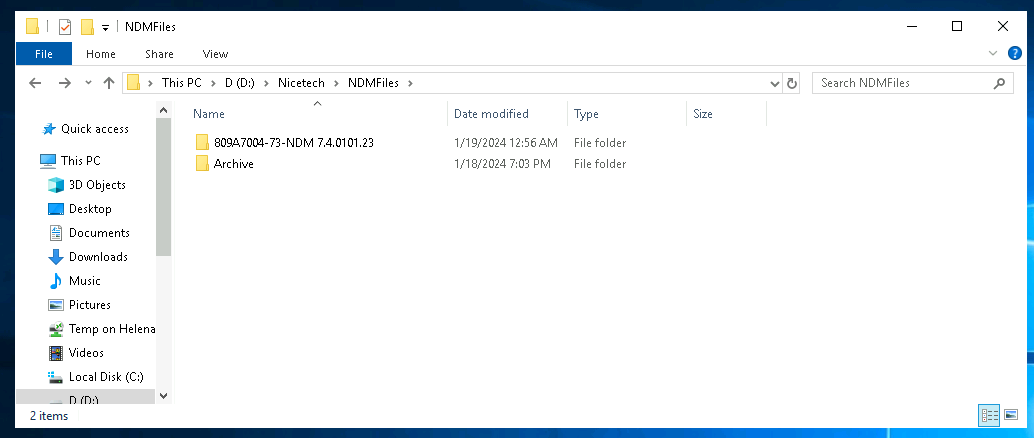 NDMFiles
File Home Share View
This PC D (D:) Nicetech NDMFiles
Search NDMFiles
Name Date modified Type Size
809A7004-73-NDM 7.4.0101.23 1/19/2024 12:56 AM File folder
Archive 1/18/2024 7:03 PM File folder
Quick access
This PC
3D Objects
Desktop
Documents
Downloads
Music
Pictures
Temp on Helena
Videos
Local Disk (C:)
D (D:)
2 items